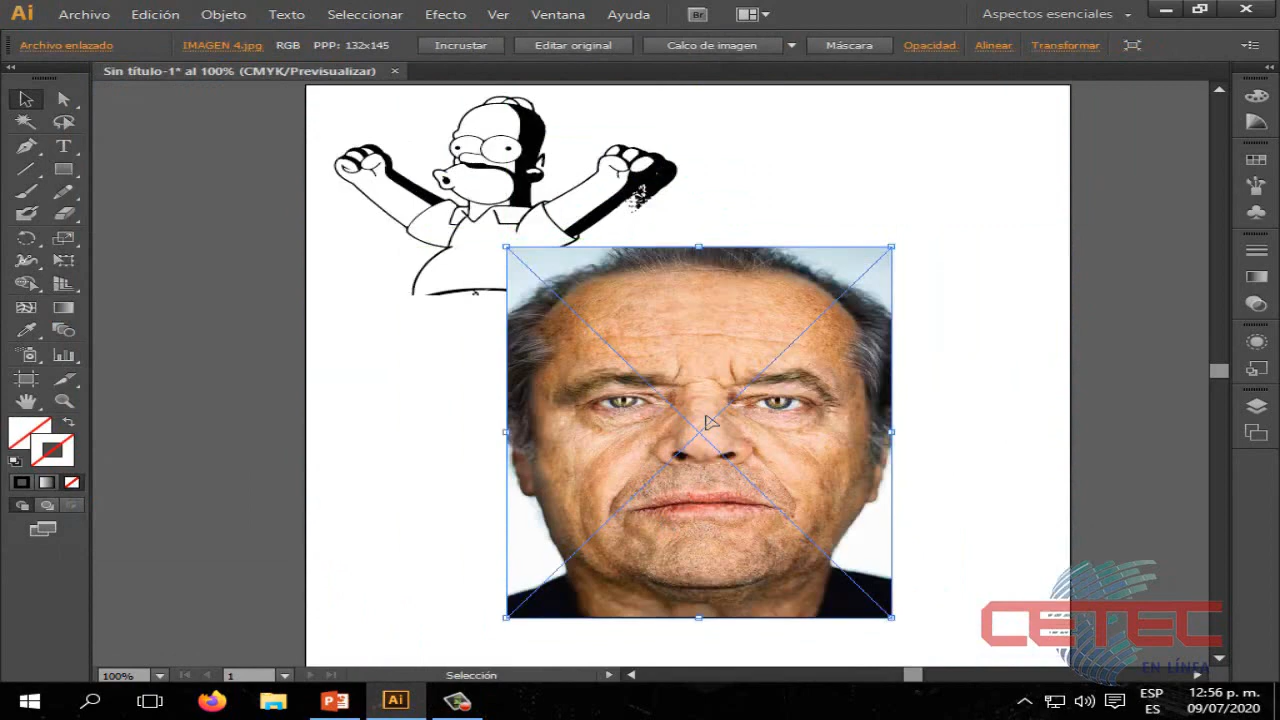 Ai Archivo Edición Objeto Texto Seleccionar Efecto Ver Ventana Ayuda Br Aspectos esenciales
Archivo enlazado IMAGEN 4.jpg RGB PPP: 132x145 Incrustar Editar original Calco de imagen Máscara Opacidad Alinear Transformar
Sin título-1* al 100% (CMYK/Previsualizar)
T
CETEC
EN LÍNEA
100% 1 Selección
Ai ESP 12:56 p. m.
ES 09/07/2020